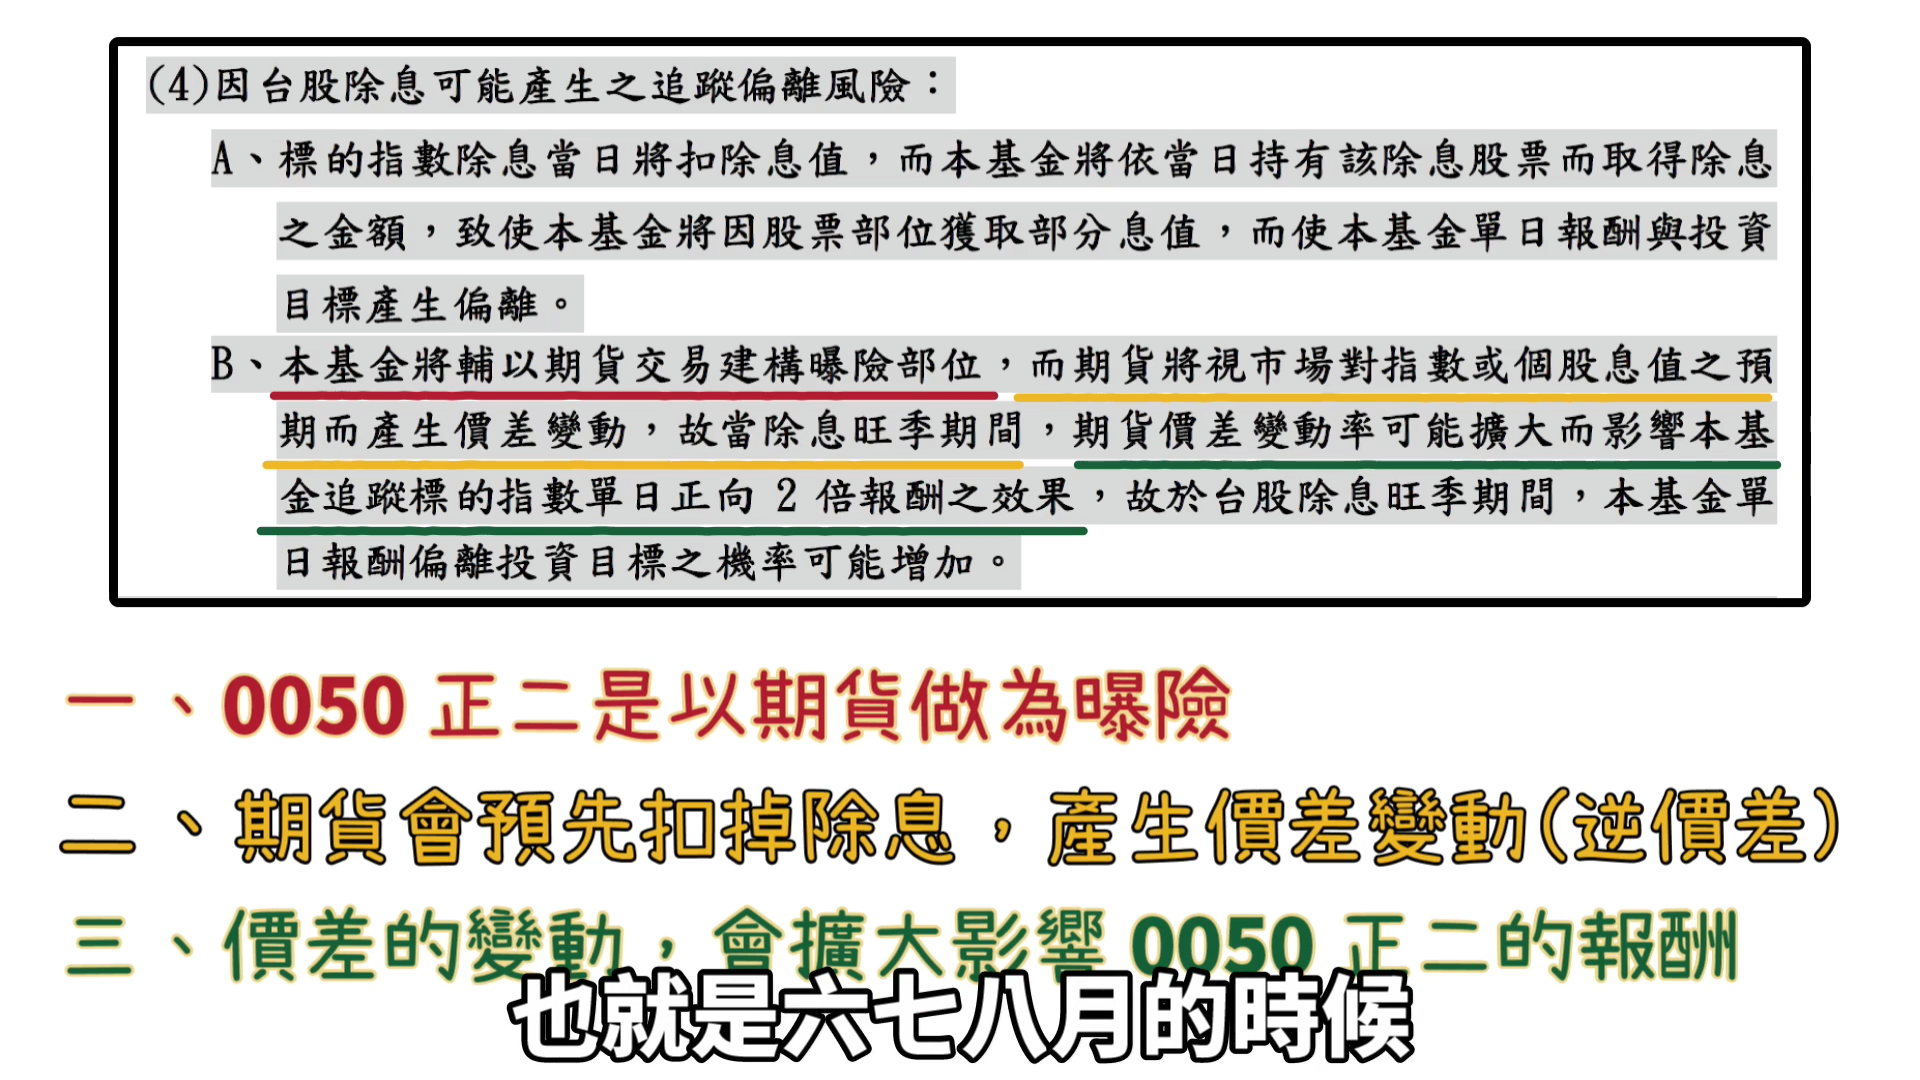 (4)因台股除息可能產生之追蹤偏離風險：
A、標的指數除息當日將扣除息值，而本基金將依當日持有該除息股票而取得除息
之金額，致使本基金將因股票部位獲取部分息值，而使本基金單日報酬與投資
目標產生偏離。
B、本基金將輔以期貨交易建構曝險部位，而期貨將視市場對指數或個股息值之預
期而產生價差變動，故當除息旺季期間，期貨價差變動率可能擴大而影響本基
金追蹤標的指數單日正向 2 倍報酬之效果，故於台股除息旺季期間，本基金單
日報酬偏離投資目標之機率可能增加。
一、0050 正二是以期貨做為曝險
二、期貨會預先扣掉除息，產生價差變動(逆價差)
三、價差的變動，會擴大影響 0050 正二的報酬
也就是六七八月的時候